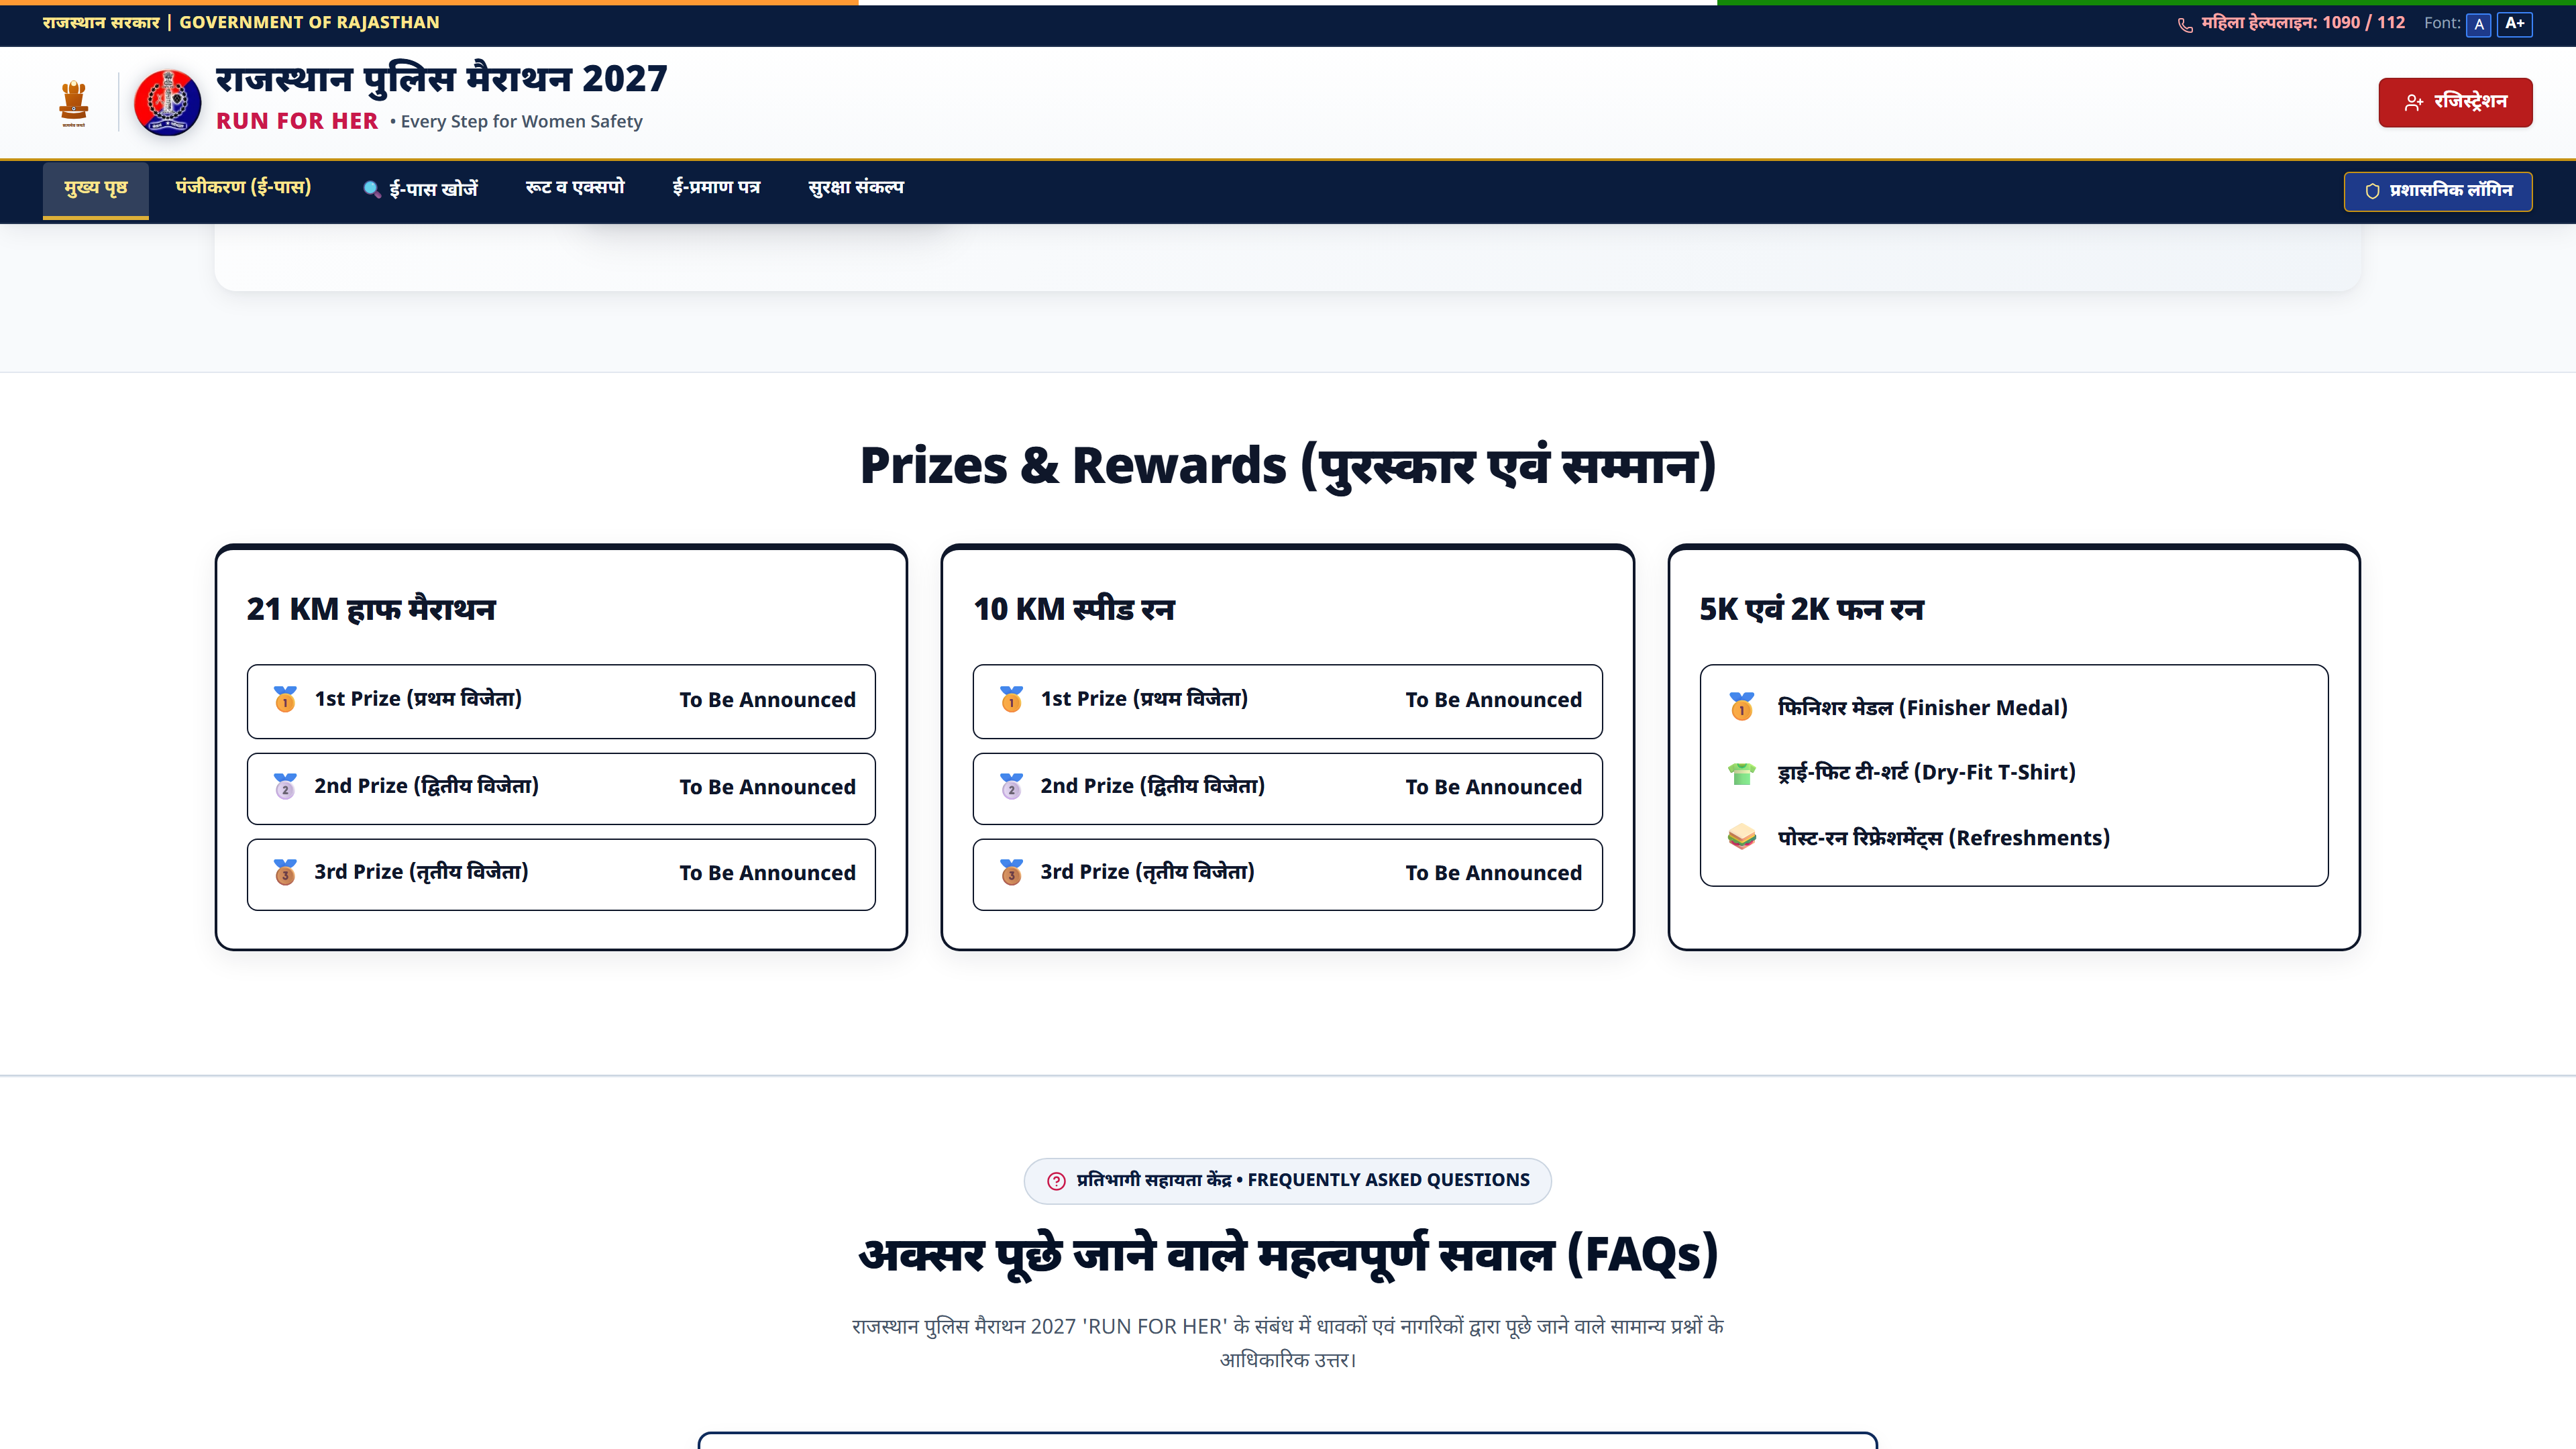 राजस्थान सरकार | GOVERNMENT OF RAJASTHAN
महिला हेल्पलाइन: 1090 / 112 Font: A A+
राजस्थान पुलिस मैराथन 2027
RUN FOR HER • Every Step for Women Safety
रजिस्ट्रेशन
मुख्य पृष्ठ पंजीकरण (ई-पास) ई-पास खोजें रूट व एक्सपो ई-प्रमाण पत्र सुरक्षा संकल्प
प्रशासनिक लॉगिन
Prizes & Rewards (पुरस्कार एवं सम्मान)
21 KM हाफ मैराथन
1st Prize (प्रथम विजेता) To Be Announced
2nd Prize (द्वितीय विजेता) To Be Announced
3rd Prize (तृतीय विजेता) To Be Announced
10 KM स्पीड रन
1st Prize (प्रथम विजेता) To Be Announced
2nd Prize (द्वितीय विजेता) To Be Announced
3rd Prize (तृतीय विजेता) To Be Announced
5K एवं 2K फन रन
फिनिशर मेडल (Finisher Medal)
ड्राई-फिट टी-शर्ट (Dry-Fit T-Shirt)
पोस्ट-रन रिफ्रेशमेंट्स (Refreshments)
प्रतिभागी सहायता केंद्र • FREQUENTLY ASKED QUESTIONS
अक्सर पूछे जाने वाले महत्वपूर्ण सवाल (FAQs)
राजस्थान पुलिस मैराथन 2027 'RUN FOR HER' के संबंध में धावकों एवं नागरिकों द्वारा पूछे जाने वाले सामान्य प्रश्नों के
आधिकारिक उत्तर।